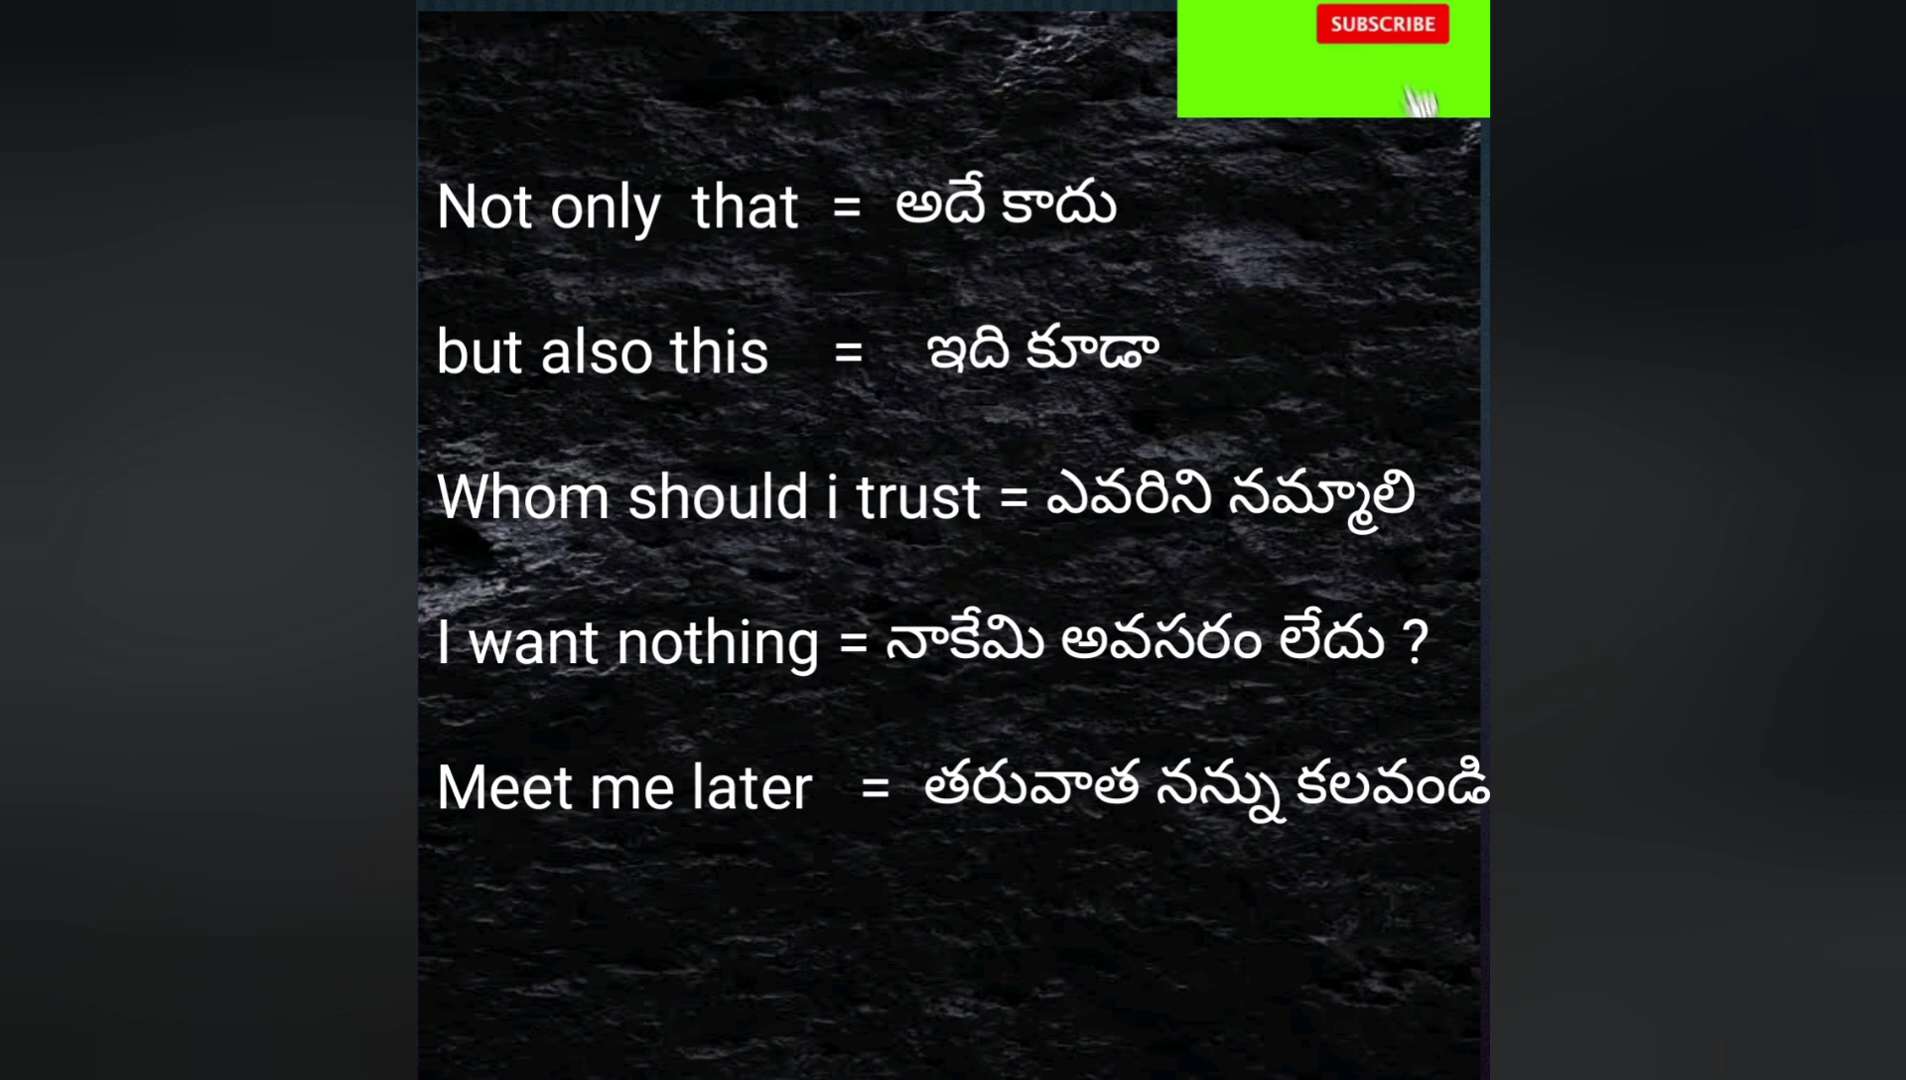 SUBSCRIBE
Not only that = అదే కాదు
but also this = ఇది కూడా
Whom should i trust = ఎవరిని నమ్మాలి
I want nothing = నాకేమి అవసరం లేదు ?
Meet me later = తరువాత నన్ను కలవండి